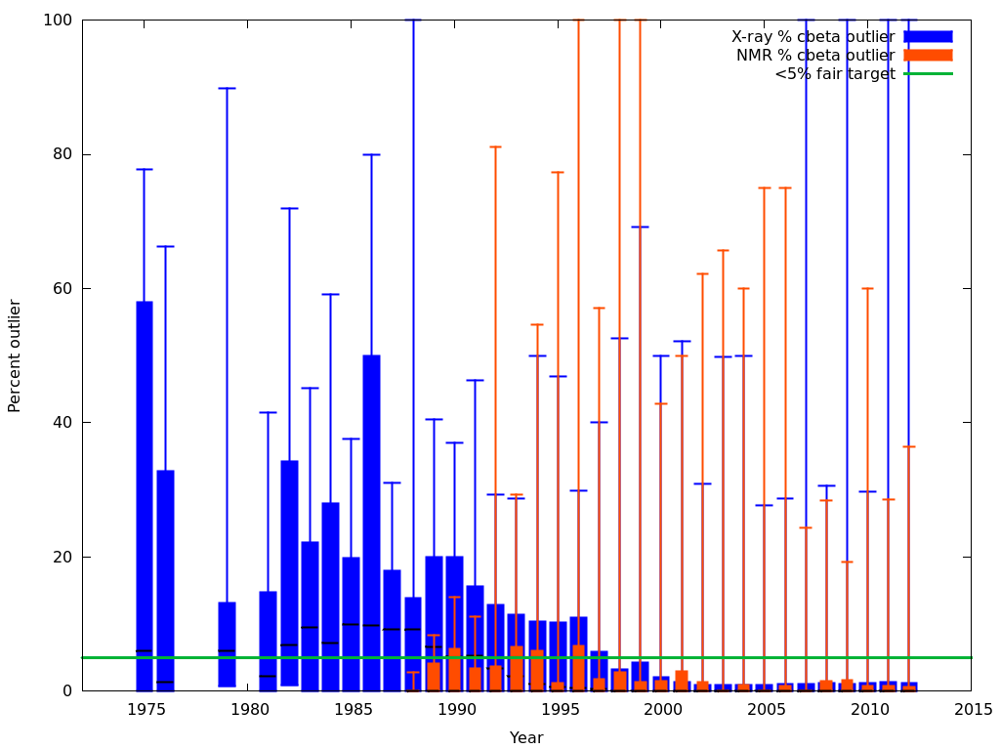 100
80
60
40
20
0
Percent outlier
X-ray % cbeta outlier
NMR % cbeta outlier
<5% fair target
1975 1980 1985 1990 1995 2000 2005 2010 2015
Year